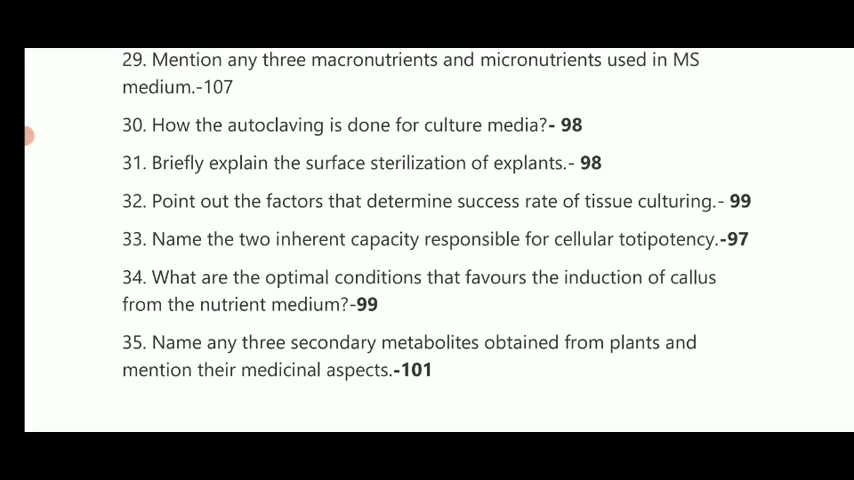 29. Mention any three macronutrients and micronutrients used in MS
medium.-107
30. How the autoclaving is done for culture media?- 98
31. Briefly explain the surface sterilization of explants.- 98
32. Point out the factors that determine success rate of tissue culturing.- 99
33. Name the two inherent capacity responsible for cellular totipotency.-97
34. What are the optimal conditions that favours the induction of callus
from the nutrient medium?-99
35. Name any three secondary metabolites obtained from plants and
mention their medicinal aspects.-101